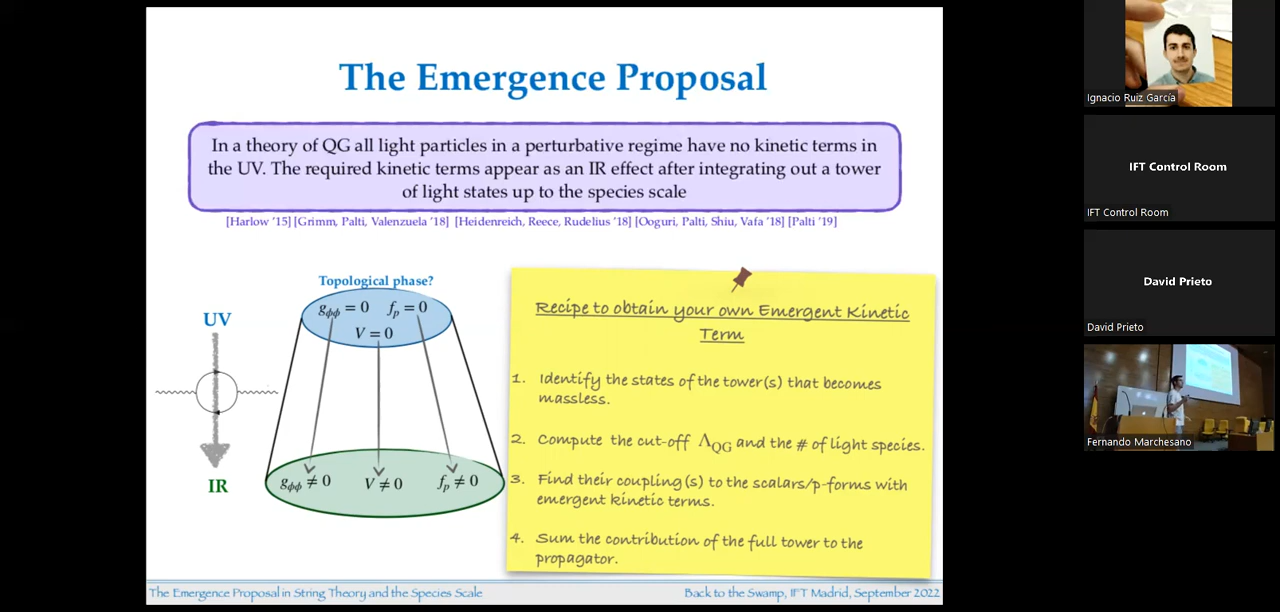 The Emergence Proposal
In a theory of QG all light particles in a perturbative regime have no kinetic terms in
the UV. The required kinetic terms appear as an IR effect after integrating out a tower
of light states up to the species scale
[Harlow ‘15] [Grimm, Palti, Valenzuela ‘18] [Heidenreich, Reece, Rudelius ‘18] [Ooguri, Palti, Shiu, Vafa ‘18] [Palti ‘19]
Topological phase?
UV
g_ϕϕ = 0 f_p = 0
V = 0
IR
g_ϕϕ ≠ 0 V ≠ 0 f_p ≠ 0
Recipe to obtain your own Emergent Kinetic
Term
1. Identify the states of the tower(s) that becomes
massless.
2. Compute the cut-off Λ_QG and the # of light species.
3. Find their coupling(s) to the scalars/p-forms with
emergent kinetic terms.
4. Sum the contribution of the full tower to the
propagator.
The Emergence Proposal in String Theory and the Species Scale
Back to the Swamp, IFT Madrid, September 2022
Ignacio Ruiz García
IFT Control Room
IFT Control Room
David Prieto
David Prieto
Fernando Marchesano